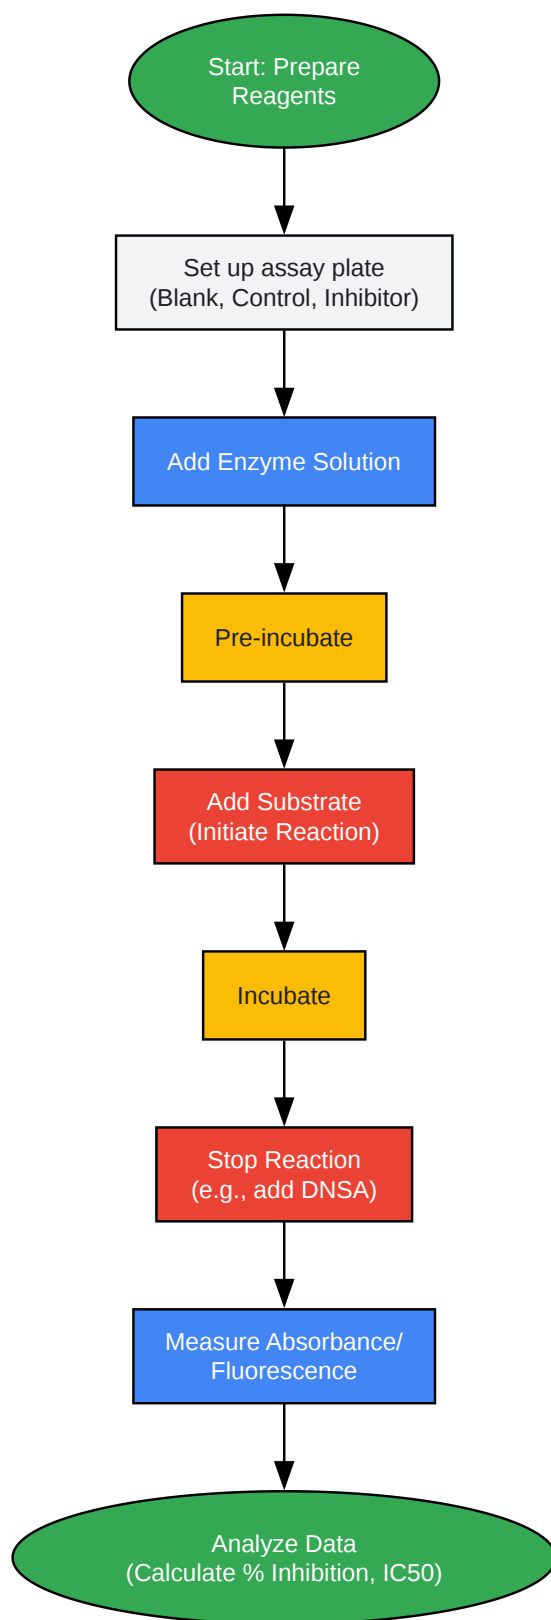 Start: Prepare
Reagents
Set up assay plate
(Blank, Control, Inhibitor)
Add Enzyme Solution
Pre-incubate
Add Substrate
(Initiate Reaction)
Incubate
Stop Reaction
(e.g., add DNSA)
Measure Absorbance/
Fluorescence
Analyze Data
(Calculate % Inhibition, IC50)